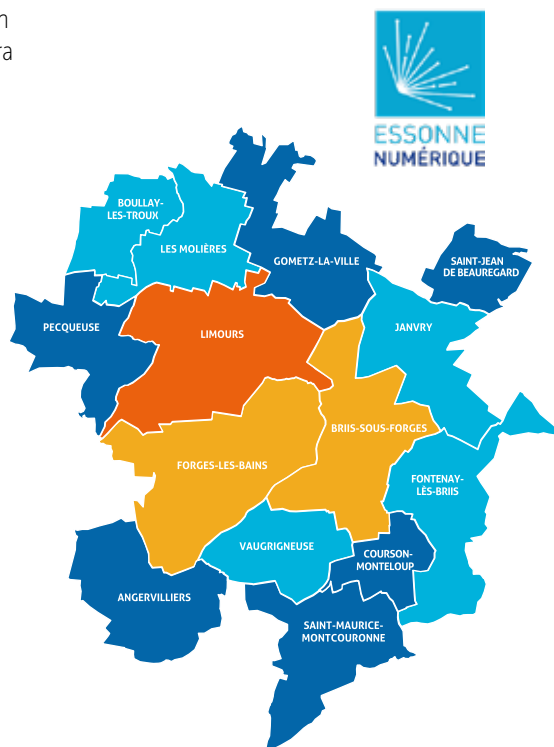 n
ra
ESSONNE
NUMÉRIQUE
BOULLAY-
LES-TROUX
LES MOLIÈRES
GOMETZ-LA-VILLE
SAINT-JEAN
DE BEAUREGARD
PECQUEUSE
LIMOURS
JANVRY
BRIIS-SOUS-FORGES
FORGES-LES-BAINS
FONTENAY-
LÈS-BRIIS
VAUGRIGNEUSE
COURSON-
MONTELOUP
ANGERVILLIERS
SAINT-MAURICE-
MONTCOURONNE